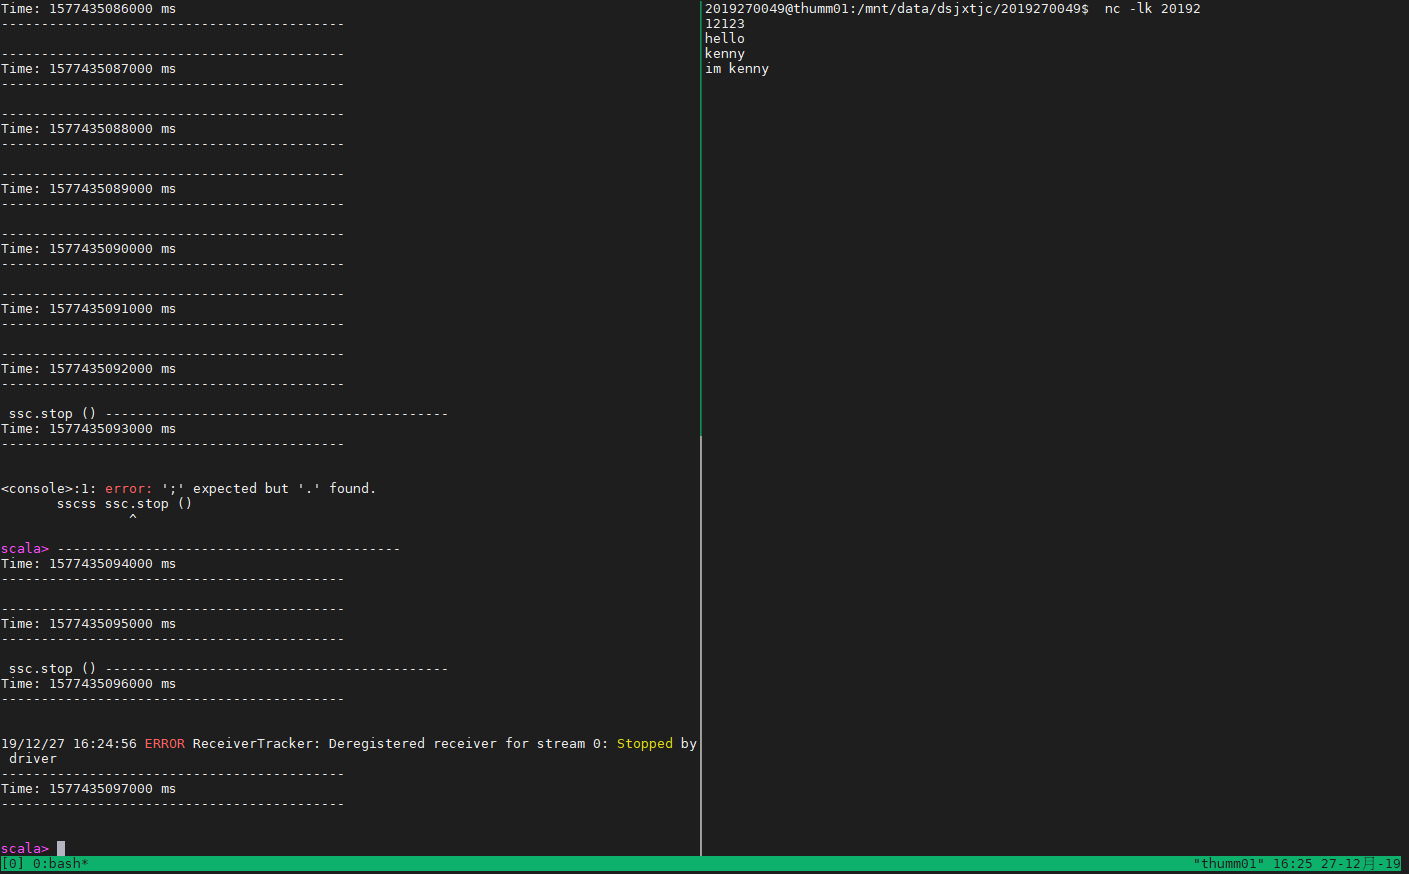 Time: 1577435086000 ms
-------------------------------------------
-------------------------------------------
Time: 1577435087000 ms
-------------------------------------------
-------------------------------------------
Time: 1577435088000 ms
-------------------------------------------
-------------------------------------------
Time: 1577435089000 ms
-------------------------------------------
-------------------------------------------
Time: 1577435090000 ms
-------------------------------------------
-------------------------------------------
Time: 1577435091000 ms
-------------------------------------------
-------------------------------------------
Time: 1577435092000 ms
-------------------------------------------
ssc.stop () -------------------------------------------
Time: 1577435093000 ms
-------------------------------------------
<console>:1: error: ';' expected but '.' found.
sscss ssc.stop ()
^
scala> -------------------------------------------
Time: 1577435094000 ms
-------------------------------------------
-------------------------------------------
Time: 1577435095000 ms
-------------------------------------------
ssc.stop () -------------------------------------------
Time: 1577435096000 ms
-------------------------------------------
19/12/27 16:24:56 ERROR ReceiverTracker: Deregistered receiver for stream 0: Stopped by
driver
-------------------------------------------
Time: 1577435097000 ms
-------------------------------------------
scala>
2019270049@thumm01:/mnt/data/dsjxtjc/2019270049$  nc -lk 20192
12123
hello
kenny
im kenny
[0] 0:bash*
"thumm01" 16:25 27-12月-19